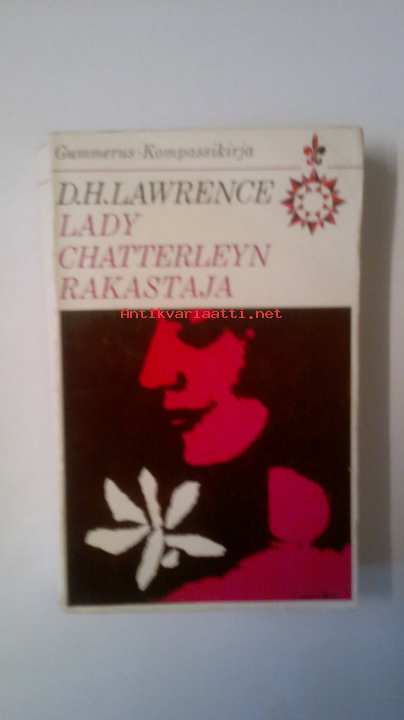 Gummerus-Kompassikirja
D.H.LAWRENCE
LADY
CHATTERLEYN
RAKASTAJA
Antikvariaatti.net